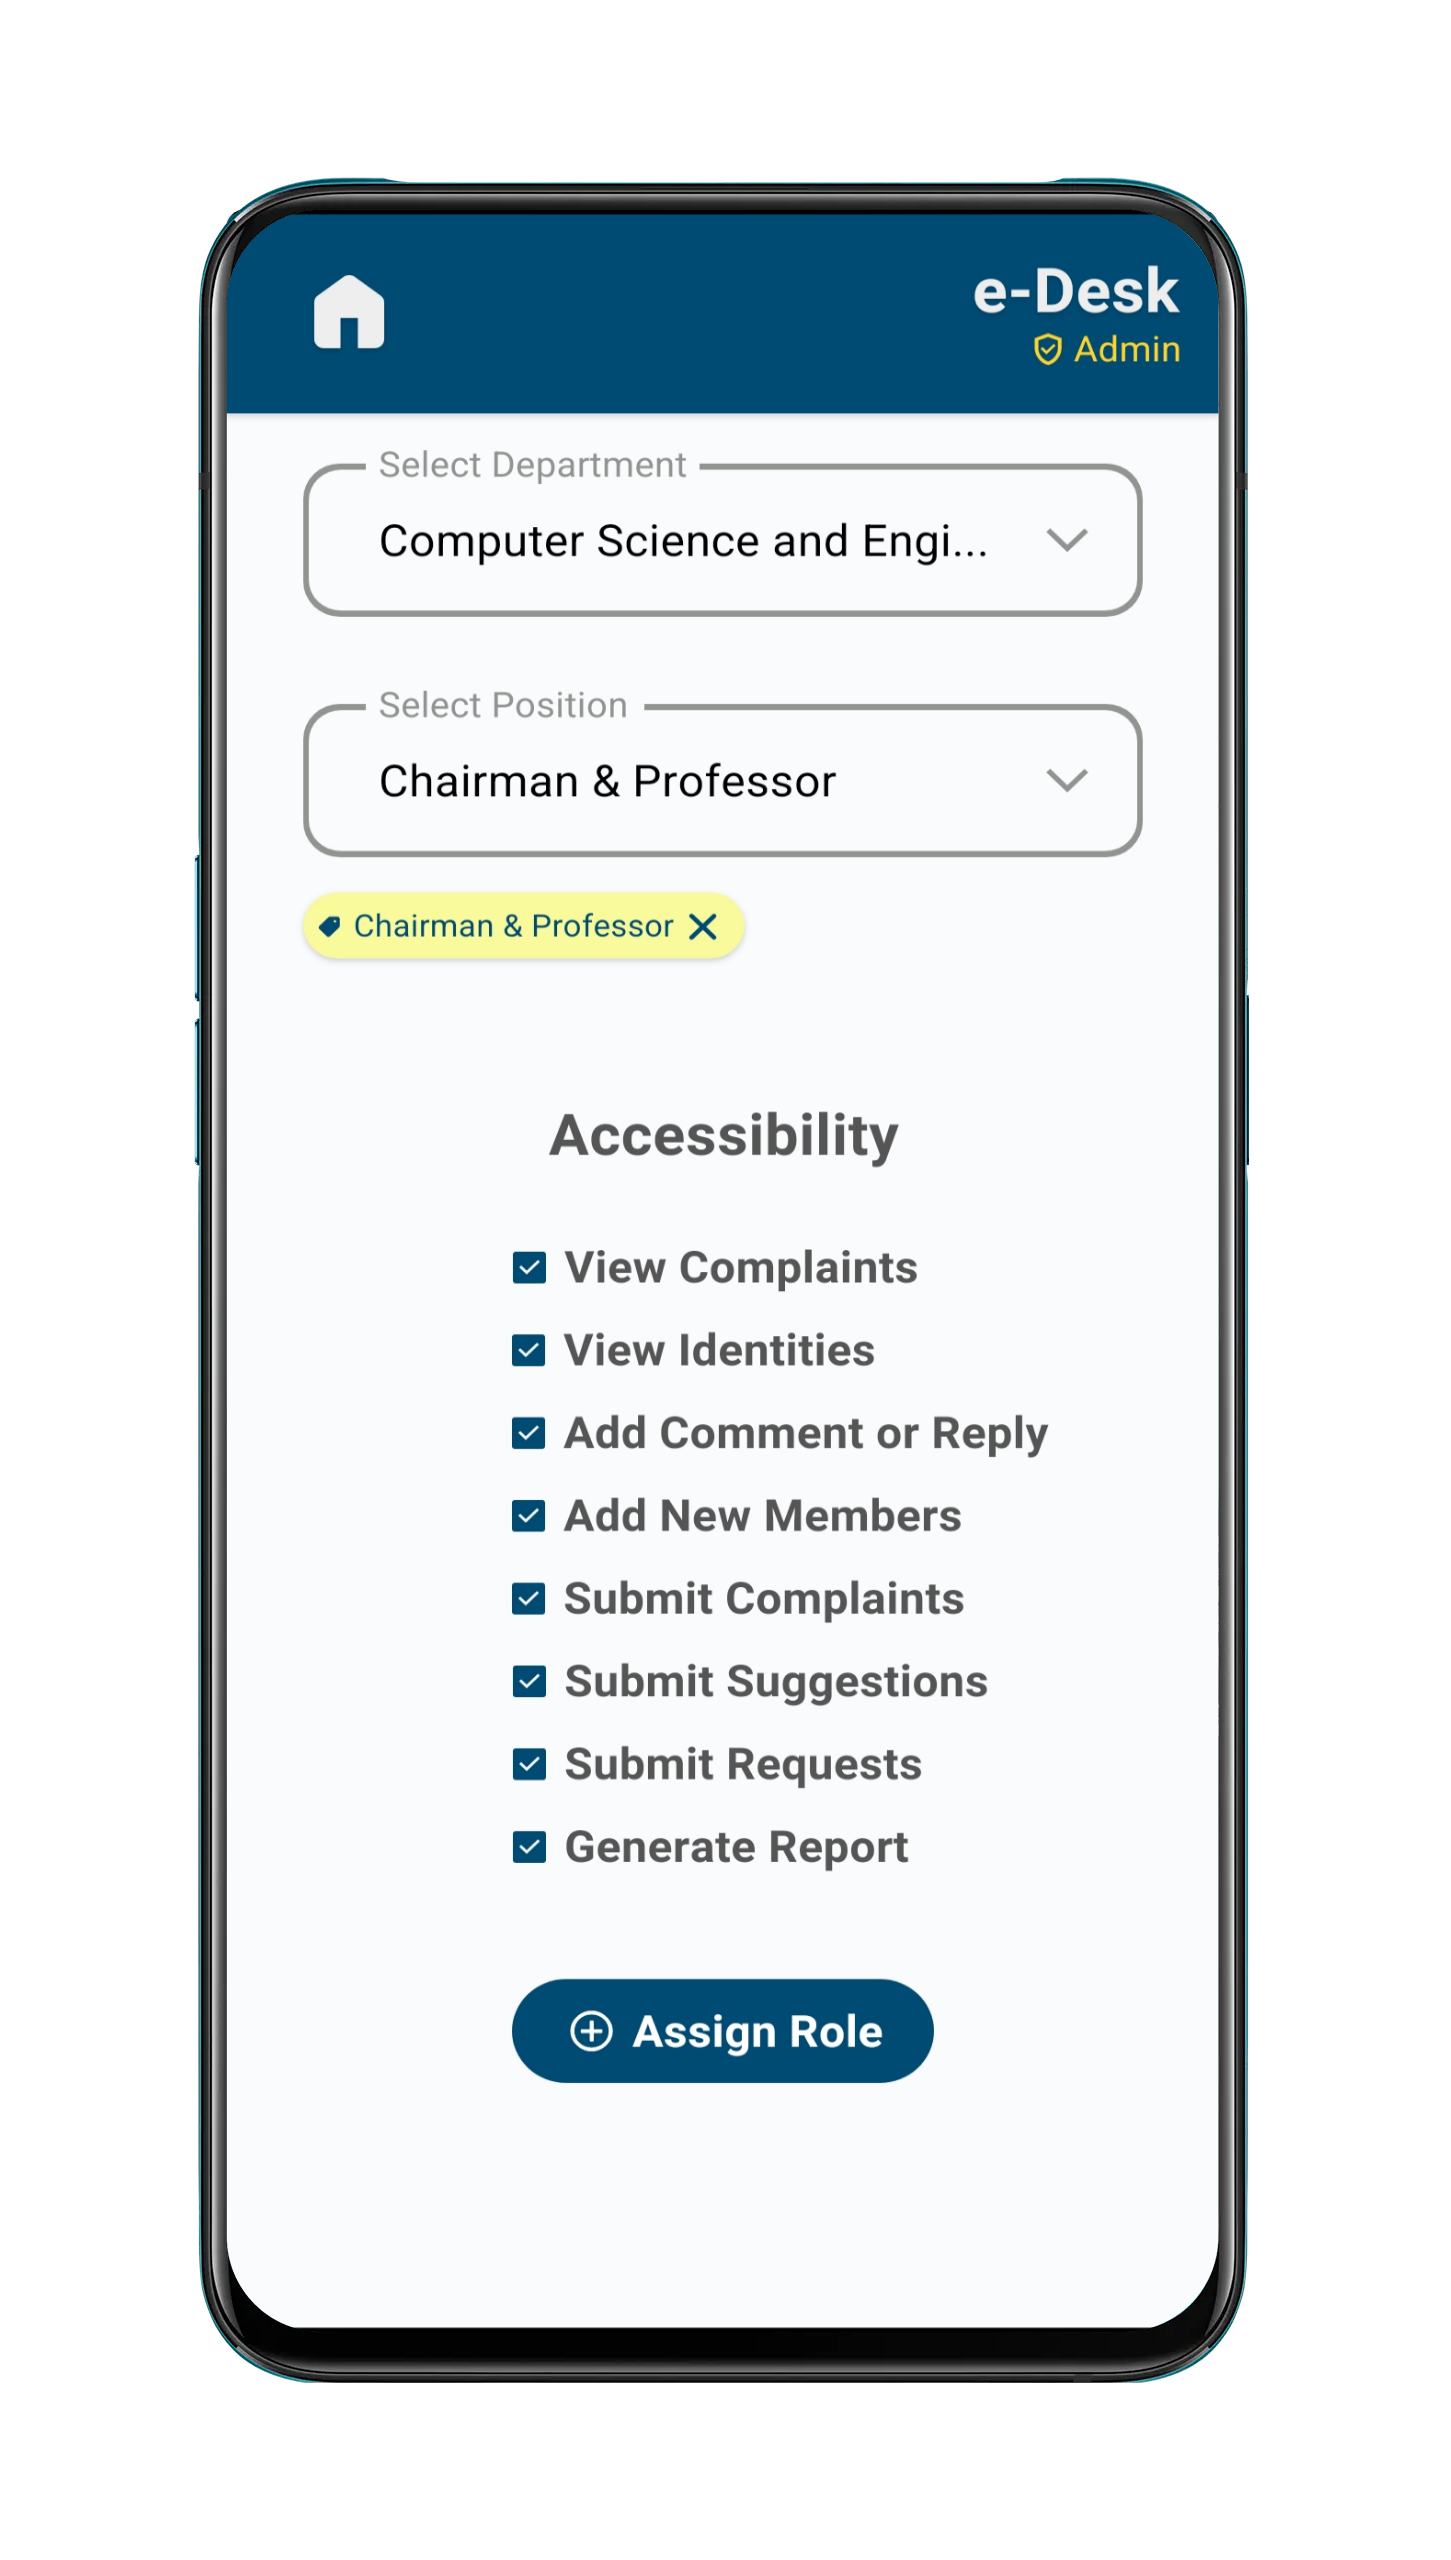 e-Desk
Admin
Select Department
Computer Science and Engi...
Select Position
Chairman & Professor
Chairman & Professor
Accessibility
View Complaints
View Identities
Add Comment or Reply
Add New Members
Submit Complaints
Submit Suggestions
Submit Requests
Generate Report
Assign Role